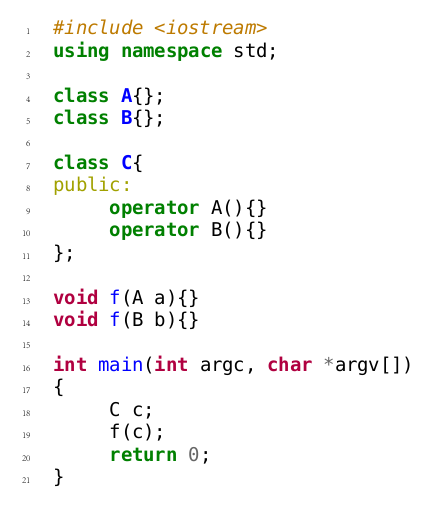 1 #include <iostream>
2 using namespace std;
3
4 class A{};
5 class B{};
6
7 class C{
8 public:
9 operator A(){}
10 operator B(){}
11 };
12
13 void f(A a){}
14 void f(B b){}
15
16 int main(int argc, char *argv[])
17 {
18 C c;
19 f(c);
20 return 0;
21 }